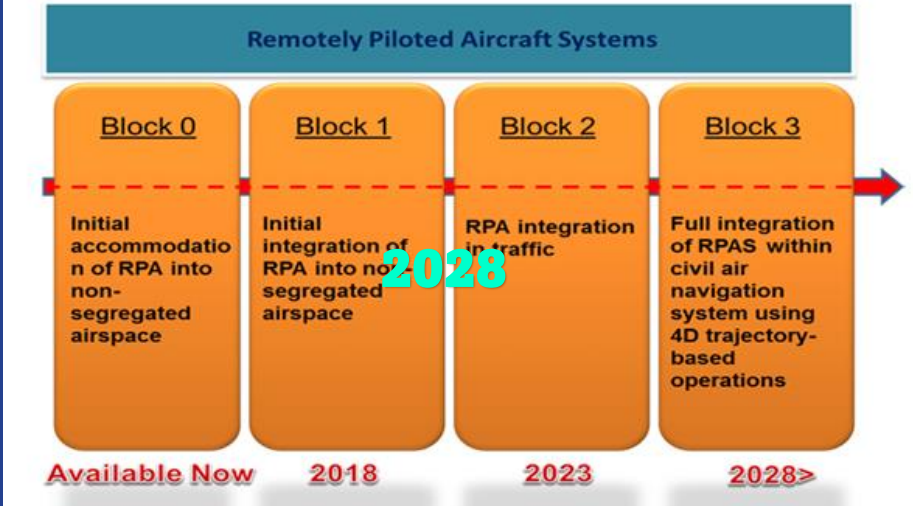 Remotely Piloted Aircraft Systems
Block 0
Initial
accommodatio
n of RPA into
non-
segregated
airspace
Block 1
Initial
integration of
RPA into non-
segregated
airspace
Block 2
RPA integration
in traffic
Block 3
Full integration
of RPAS within
civil air
navigation
system using
4D trajectory-
based
operations
2028
Available Now
2018
2023
2028>